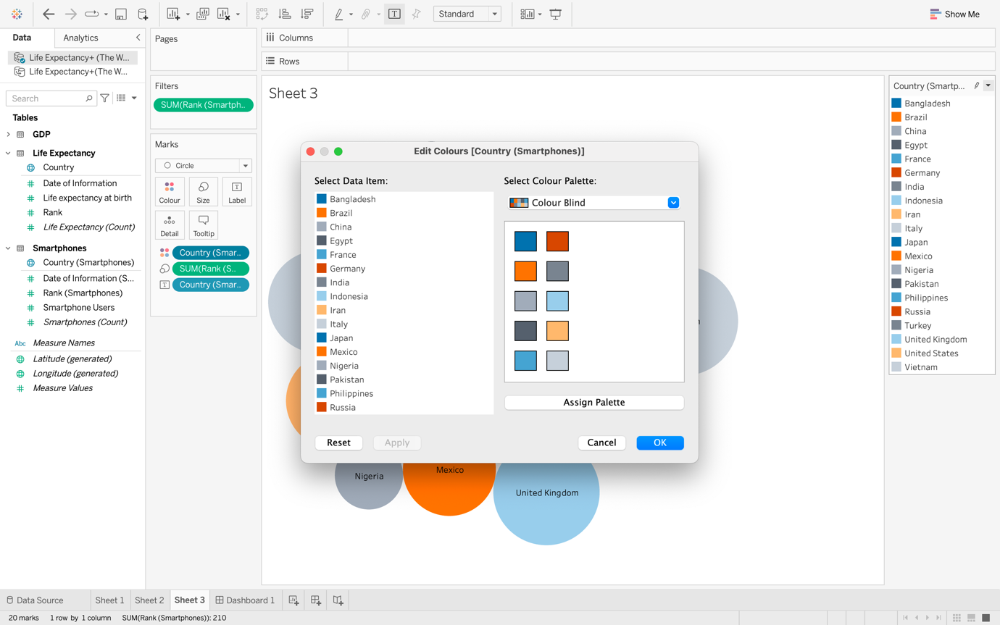 Standard
Show Me
Data
Analytics
Life Expectancy+ (The W...
Life Expectancy+(The W...
Search
Tables
GDP
Life Expectancy
Country
Date of Information
Life expectancy at birth
Rank
Life Expectancy (Count)
Smartphones
Country (Smartphones)
Date of Information (S...
Rank (Smartphones)
Smartphone Users
Smartphones (Count)
Abc Measure Names
Latitude (generated)
Longitude (generated)
Measure Values
Pages
Filters
SUM(Rank (Smartph..
Marks
Circle
Colour
Size
Label
Detail
Tooltip
Country (Smar..
SUM(Rank (S..
Country (Smar..
Columns
Rows
Sheet 3
Edit Colours [Country (Smartphones)]
Select Data Item:
Bangladesh
Brazil
China
Egypt
France
Germany
India
Indonesia
Iran
Italy
Japan
Mexico
Nigeria
Pakistan
Philippines
Russia
Select Colour Palette:
Colour Blind
Assign Palette
Reset
Apply
Cancel
OK
Nigeria
Mexico
United Kingdom
Country (Smartp...
Bangladesh
Brazil
China
Egypt
France
Germany
India
Indonesia
Iran
Italy
Japan
Mexico
Nigeria
Pakistan
Philippines
Russia
Turkey
United Kingdom
United States
Vietnam
Data Source
Sheet 1
Sheet 2
Sheet 3
Dashboard 1
20 marks
1 row by 1 column
SUM(Rank (Smartphones)): 210